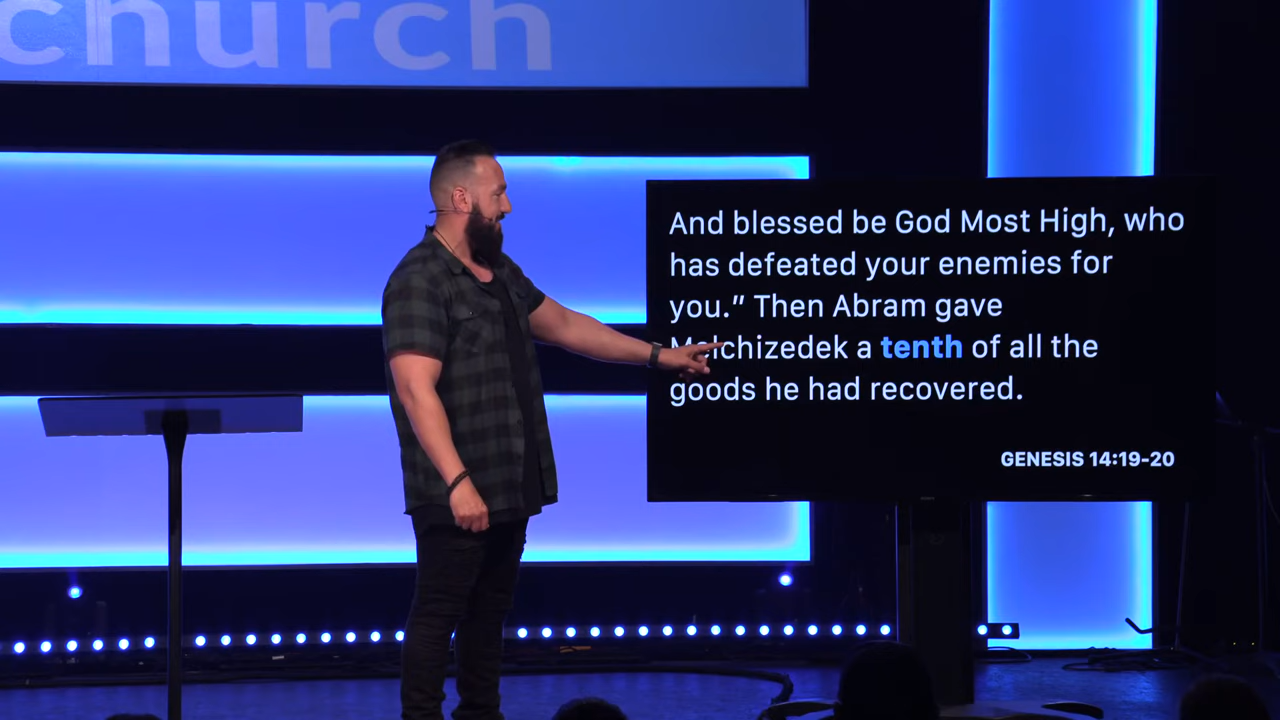 church
And blessed be God Most High, who
has defeated your enemies for
you.” Then Abram gave
Melchizedek a tenth of all the
goods he had recovered.
GENESIS 14:19-20